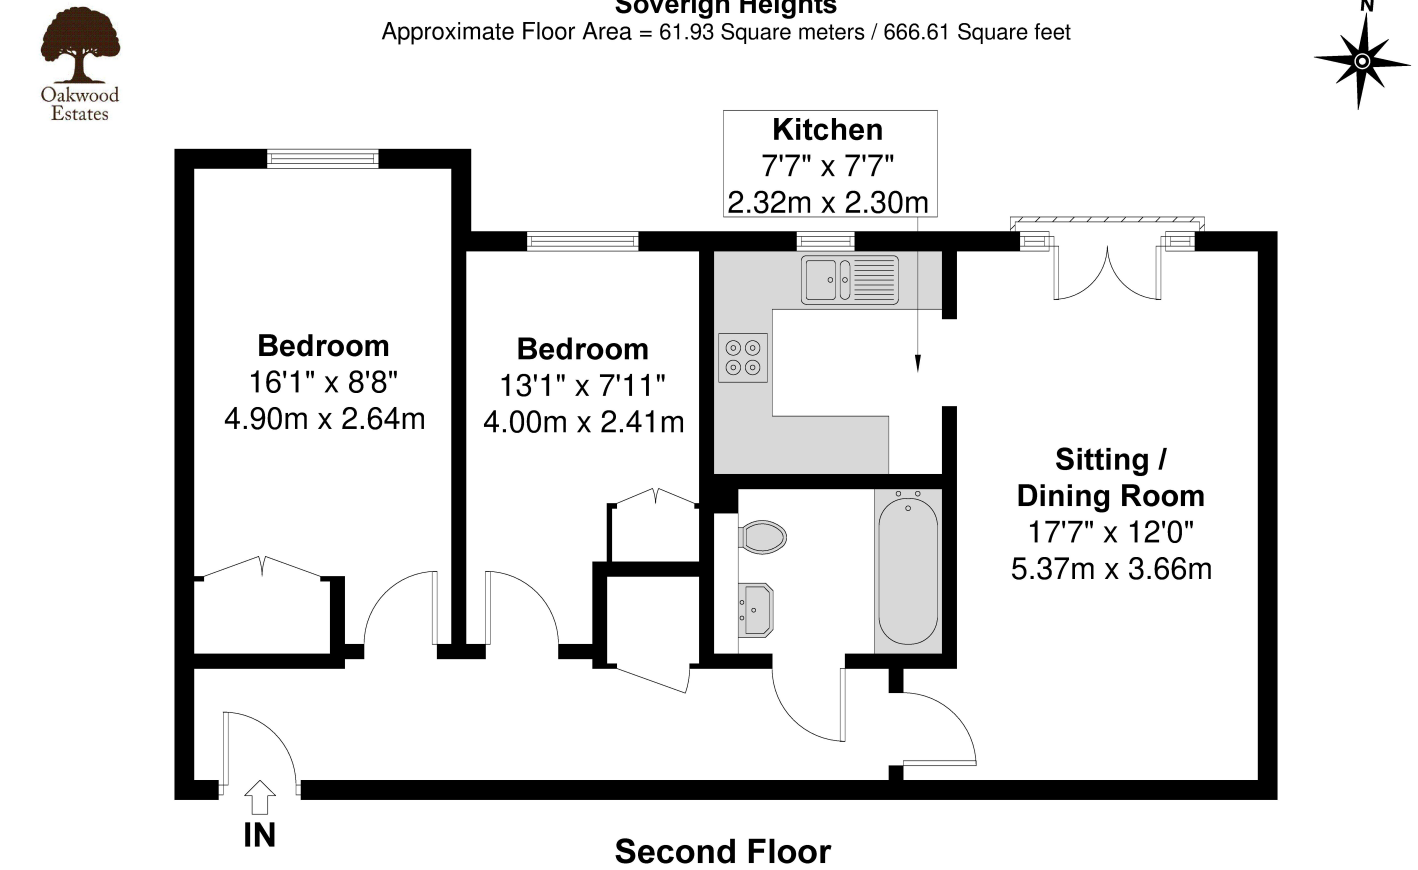 Soverign Heights
Approximate Floor Area = 61.93 Square meters / 666.61 Square feet
N
Oakwood
Estates
Kitchen
7'7" x 7'7"
2.32m x 2.30m
Bedroom
16'1" x 8'8"
4.90m x 2.64m
Bedroom
13'1" x 7'11"
4.00m x 2.41m
Sitting /
Dining Room
17'7" x 12'0"
5.37m x 3.66m
IN
Second Floor